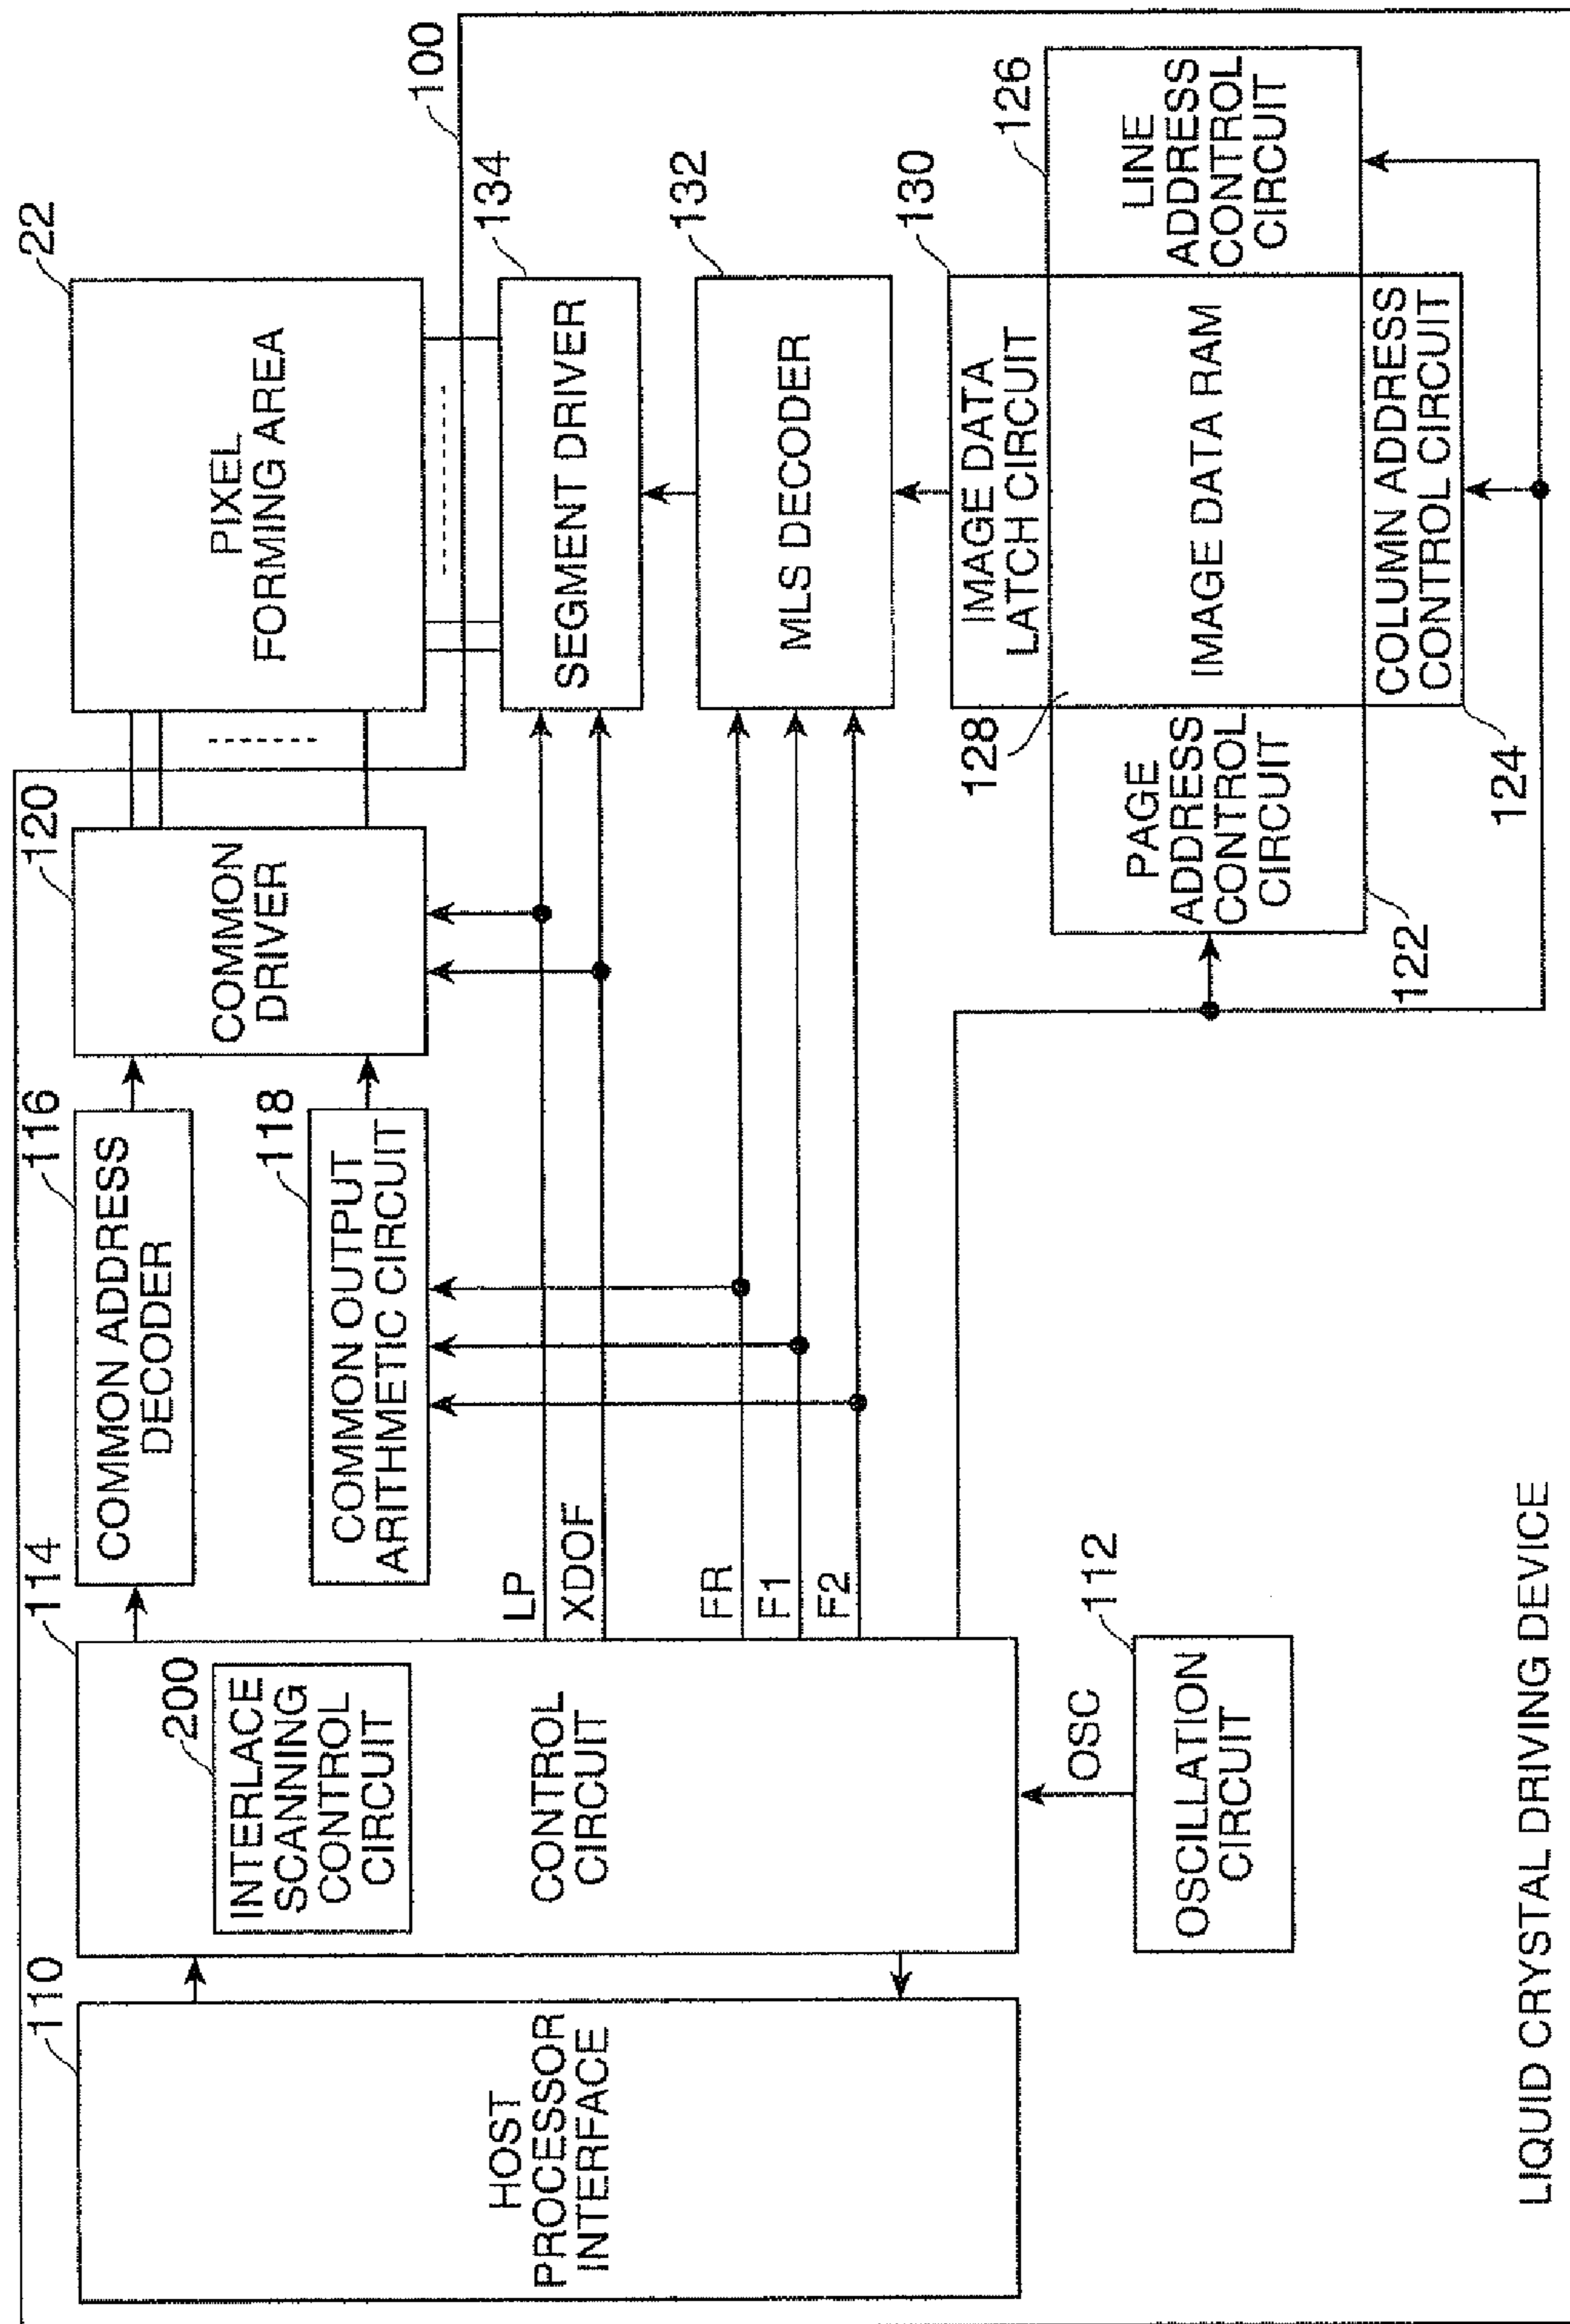 110
HOST
PROCESSOR
INTERFACE
114
200
INTERLACE
SCANNING
CONTROL
CIRCUIT
CONTROL
CIRCUIT
OSC
112
OSCILLATION
CIRCUIT
116
COMMON ADDRESS
DECODER
118
COMMON OUTPUT
ARITHMETIC CIRCUIT
LP
XDOF
FR
F1
F2
120
COMMON
DRIVER
22
PIXEL
FORMING AREA
100
134
SEGMENT DRIVER
132
MLS DECODER
130
IMAGE DATA
LATCH CIRCUIT
128
IMAGE DATA RAM
126
LINE
ADDRESS
CONTROL
CIRCUIT
PAGE
ADDRESS
CONTROL
CIRCUIT
122
COLUMN ADDRESS
CONTROL CIRCUIT
124
LIQUID CRYSTAL DRIVING DEVICE